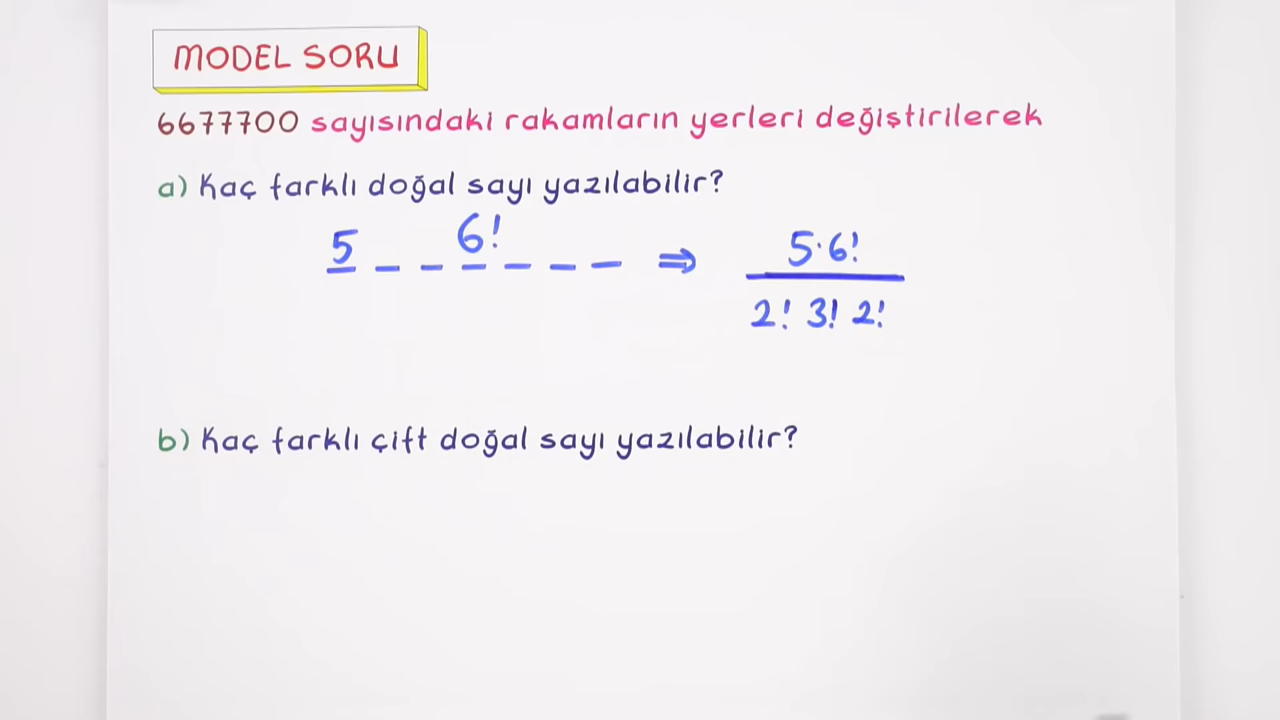 MODEL SORU
6677700 sayısındaki rakamların yerleri değiştirilerek
a) Kaç farklı doğal sayı yazılabilir?
5 _ _ 6! _ _ _ ⇒ 5·6!
2! 3! 2!
b) Kaç farklı çift doğal sayı yazılabilir?